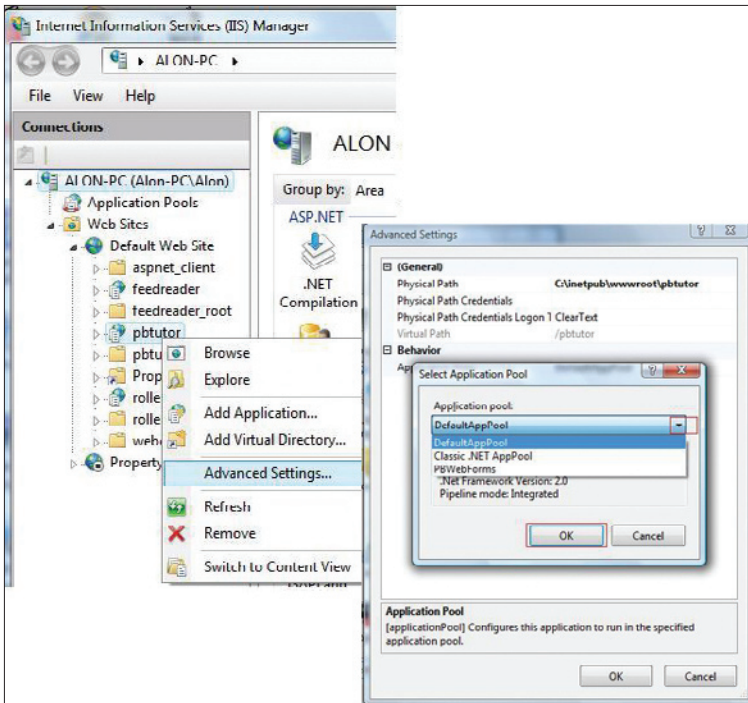 Internet Information Services (IIS) Manager
ALON-PC
File View Help
Connections
ALON-PC (Alon-PC\Alon)
Application Pools
Web Sites
Default Web Site
aspnet_client
feedreader
feedreader_root
pbtutor
pbtu
Prop
rolle
rolle
Property
Browse
Explore
Add Application...
Add Virtual Directory...
Advanced Settings...
Refresh
Remove
Switch to Content View
ALON
Group by: Area
ASP.NET
.NET
Compilation
Advanced Settings
(General)
Physical Path C:\inetpub\wwwroot\pbtutor
Physical Path Credentials
Physical Path Credentials Logon T ClearText
Virtual Path /pbtutor
Behavior
Select Application Pool
Application pool:
DefaultAppPool
DefaultAppPool
Classic .NET AppPool
PBWebForms
.Net Framework Version: 2.0
Pipeline mode: Integrated
OK Cancel
Application Pool
[applicationPool] Configures this application to run in the specified
application pool.
OK Cancel